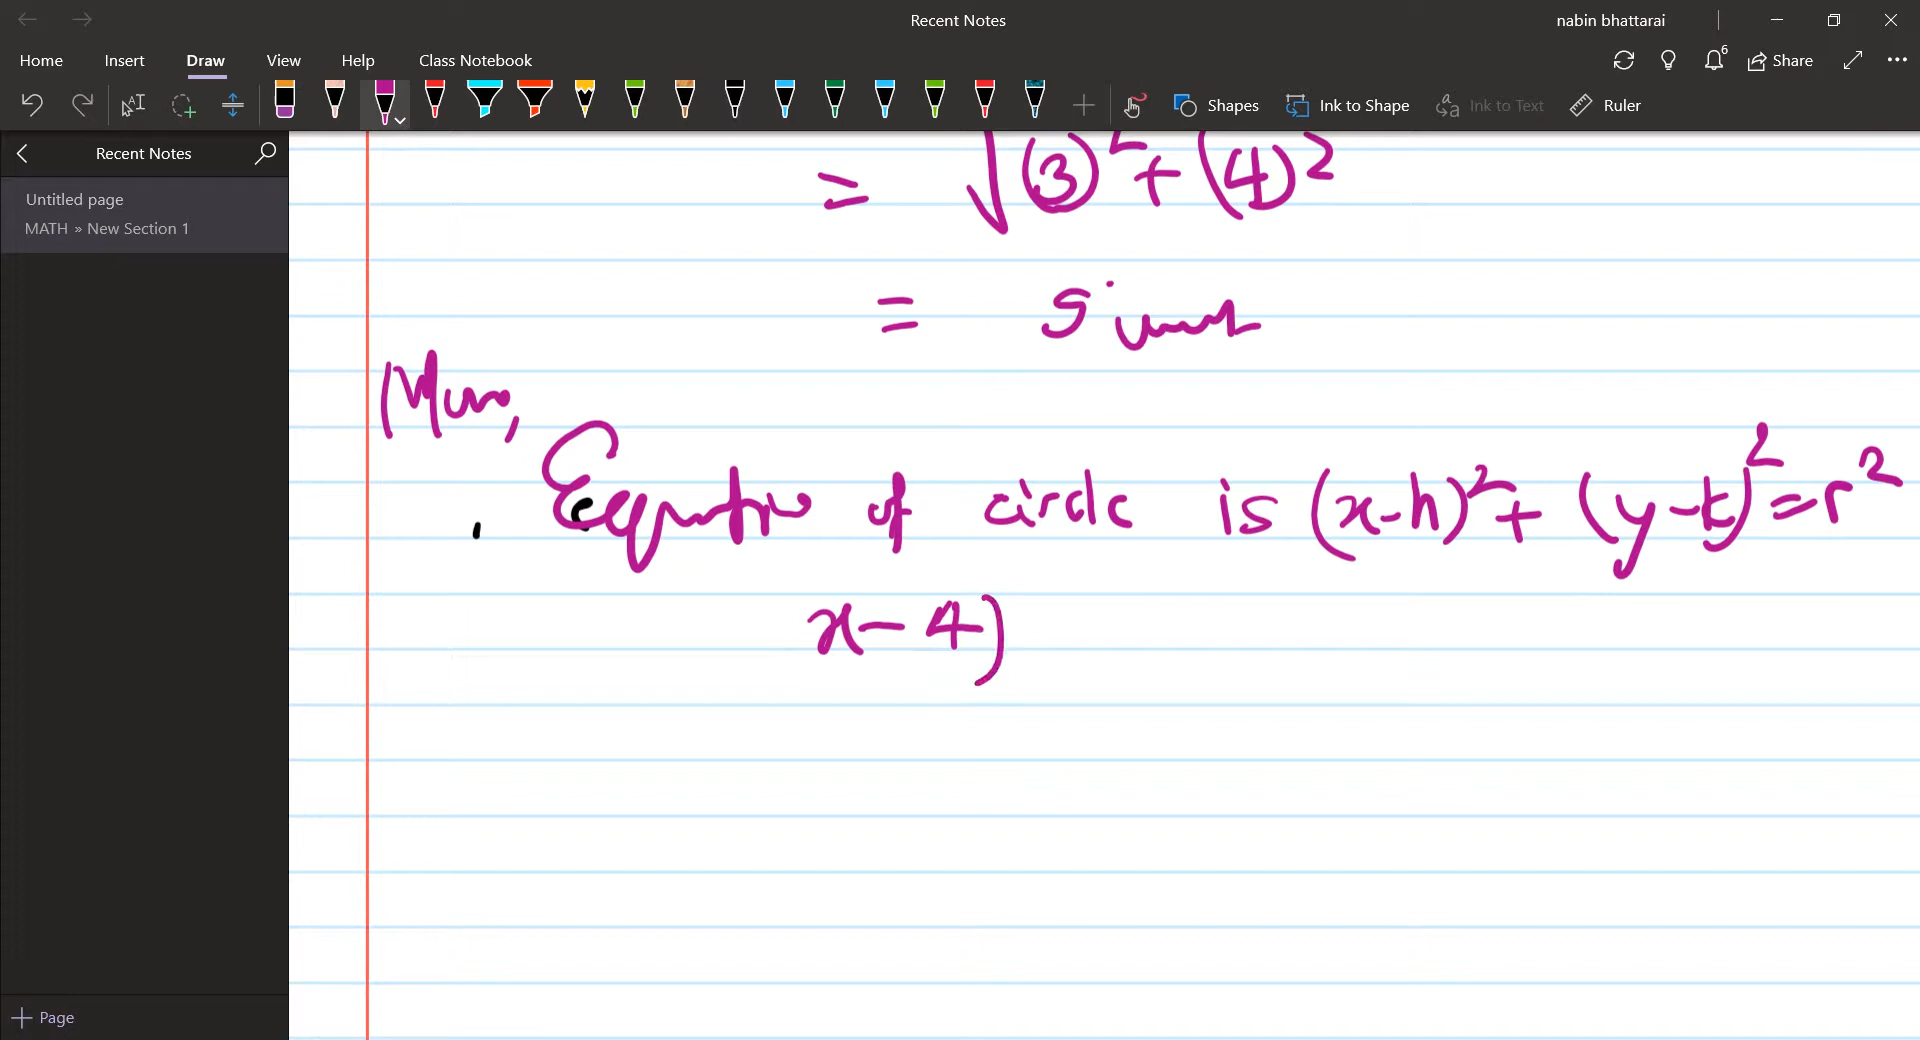 Recent Notes
nabin bhattarai
Home Insert Draw View Help Class Notebook
6
Share
Shapes Ink to Shape Ink to Text Ruler
Recent Notes
Untitled page
MATH » New Section 1
= √(3)² + (4)²
= 5
Equation of circle is (x-h)² + (y-k)² = r²
x - 4)
Page